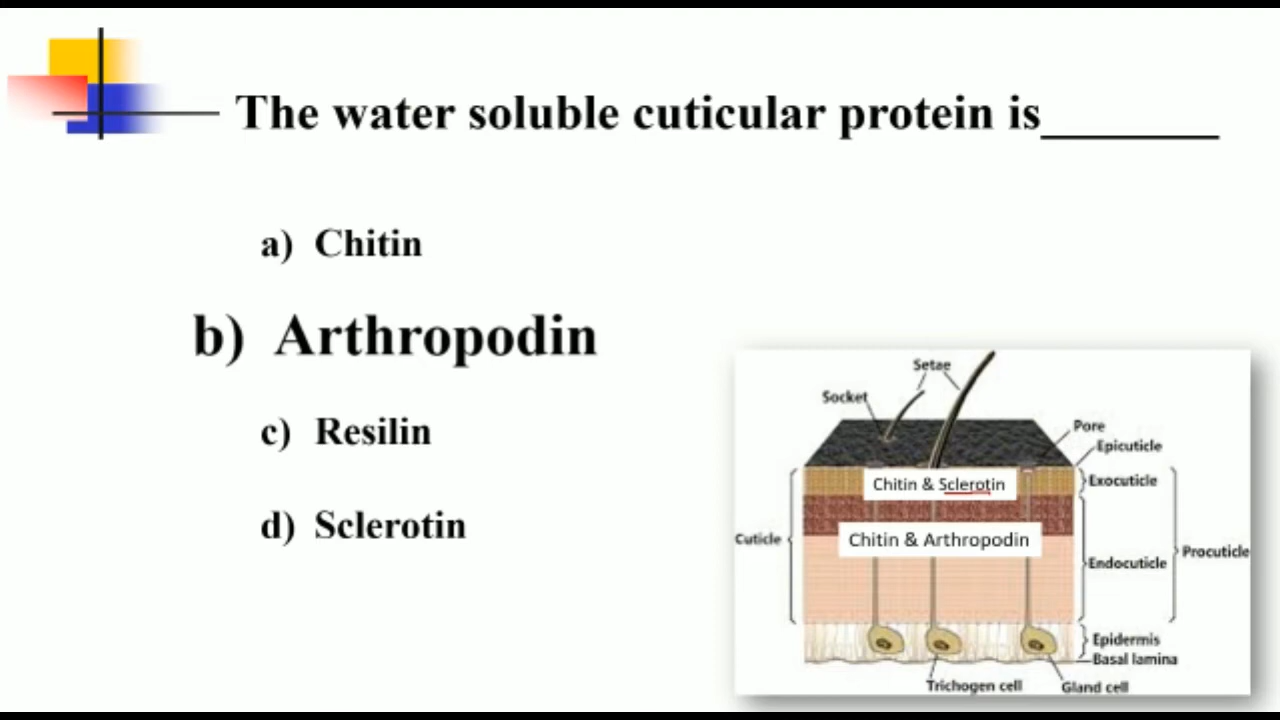 The water soluble cuticular protein is_______
a) Chitin
b) Arthropodin
c) Resilin
d) Sclerotin
Setae
Socket
Pore
Epicuticle
Chitin & Sclerotin
Exocuticle
Cuticle
Chitin & Arthropodin
Procuticle
Endocuticle
Epidermis
Basal lamina
Trichogen cell
Gland cell